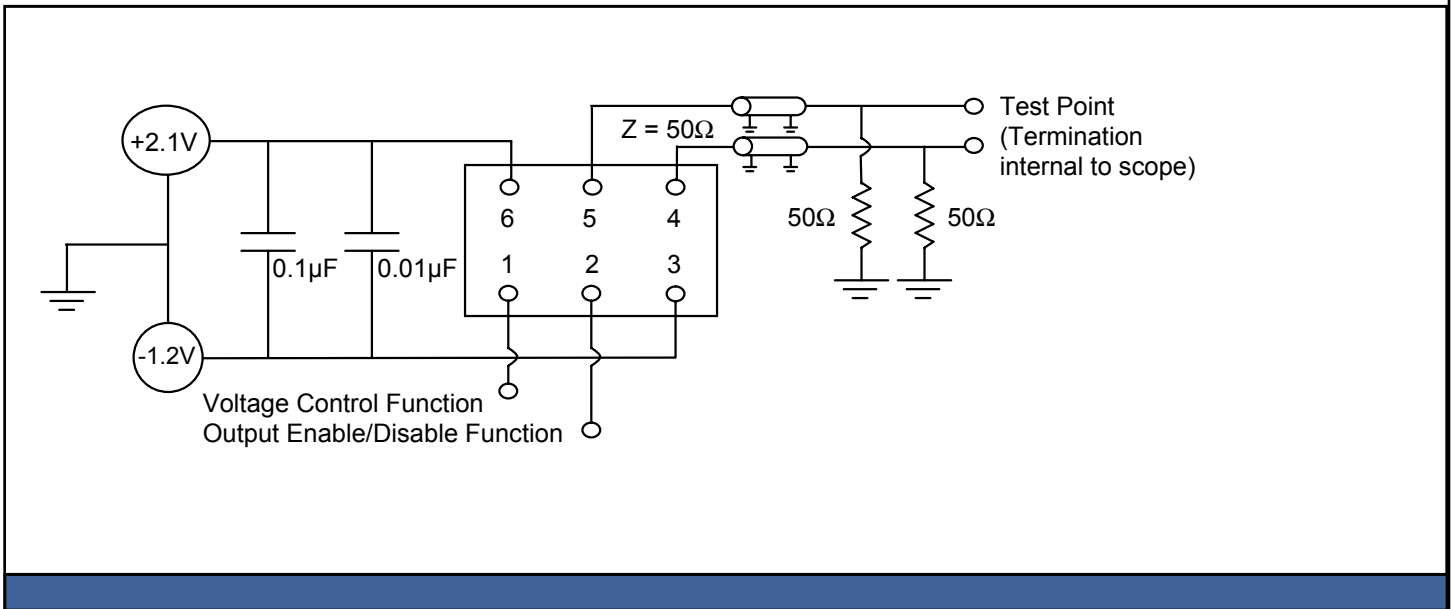 +2.1V
Z = 50Ω
Test Point
(Termination
internal to scope)
6 5 4
50Ω 50Ω
0.1µF 0.01µF
1 2 3
-1.2V
Voltage Control Function
Output Enable/Disable Function